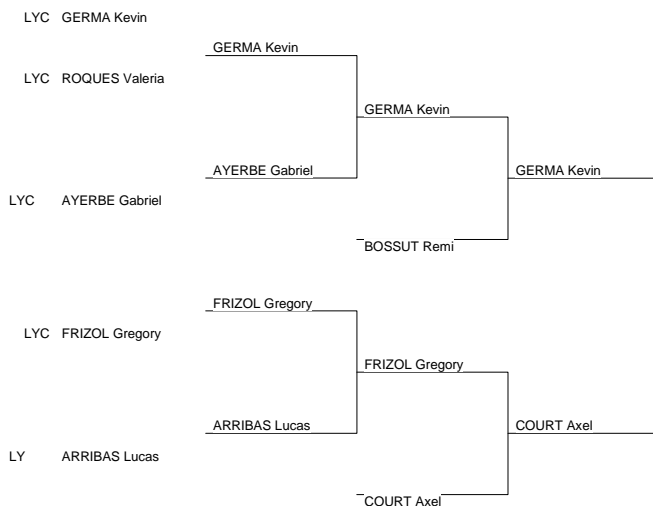 LYC GERMA Kevin
GERMA Kevin
LYC ROQUES Valeria
GERMA Kevin
AYERBE Gabriel
GERMA Kevin
LYC AYERBE Gabriel
BOSSUT Remi
FRIZOL Gregory
LYC FRIZOL Gregory
FRIZOL Gregory
ARRIBAS Lucas
COURT Axel
LY ARRIBAS Lucas
COURT Axel